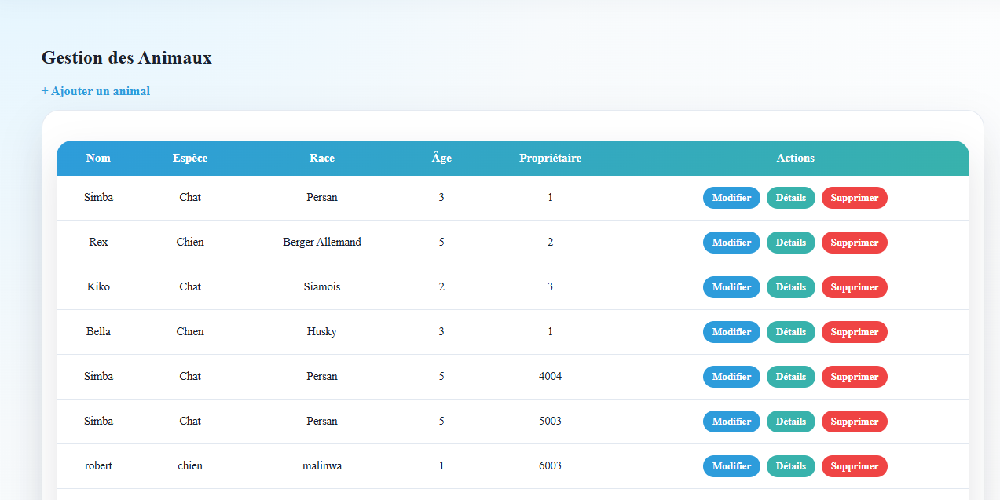 Gestion des Animaux
+ Ajouter un animal
Nom Espèce Race Âge Propriétaire Actions
Simba Chat Persan 3 1 Modifier Détails Supprimer
Rex Chien Berger Allemand 5 2 Modifier Détails Supprimer
Kiko Chat Siamois 2 3 Modifier Détails Supprimer
Bella Chien Husky 3 1 Modifier Détails Supprimer
Simba Chat Persan 5 4004 Modifier Détails Supprimer
Simba Chat Persan 5 5003 Modifier Détails Supprimer
robert chien malinwa 1 6003 Modifier Détails Supprimer